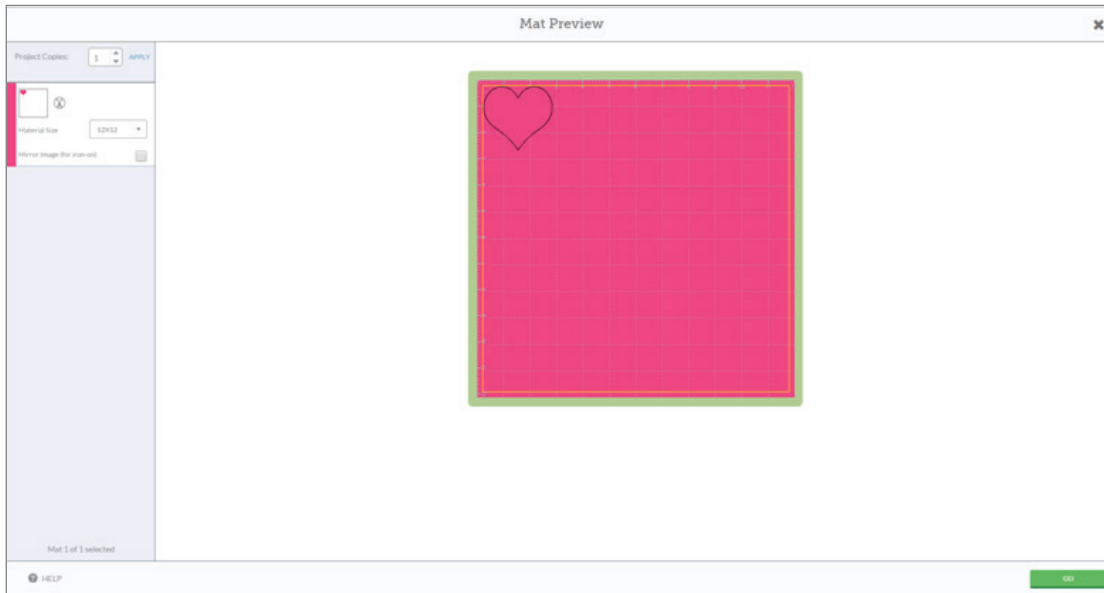 Mat Preview
Project Copies:
1
APPLY
Material Size
12X12
Mirror Image (for iron-on)
Mat 1 of 1 selected
HELP
GO